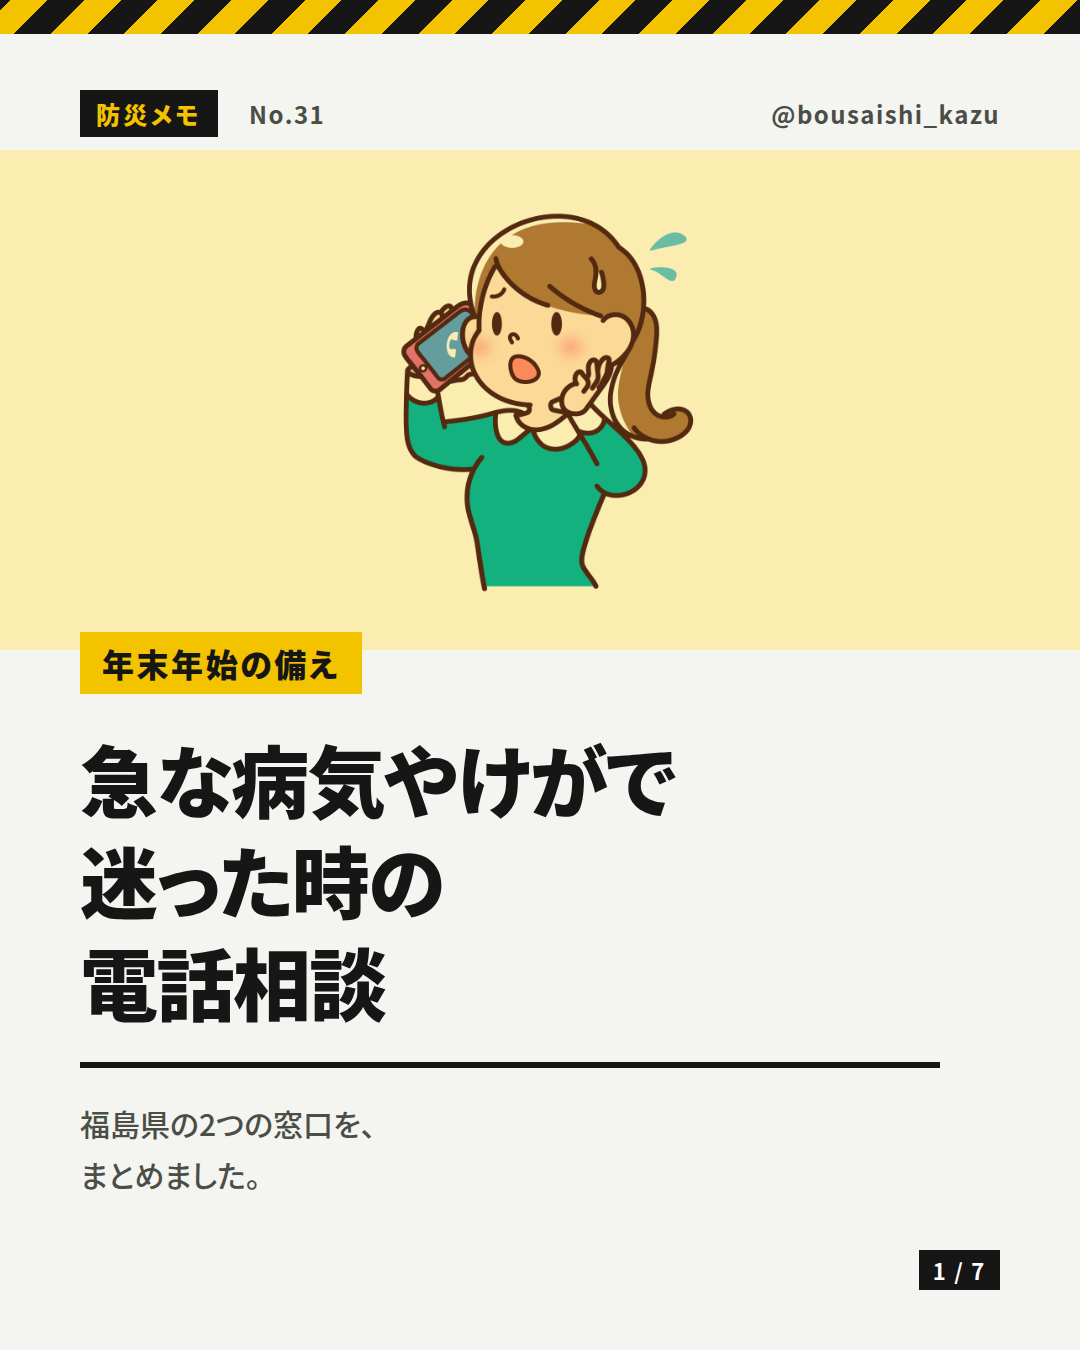 防災メモ No.31 @bousaishi_kazu
年末年始の備え
急な病気やけがで
迷った時の
電話相談
福島県の2つの窓口を、
まとめました。
1 / 7